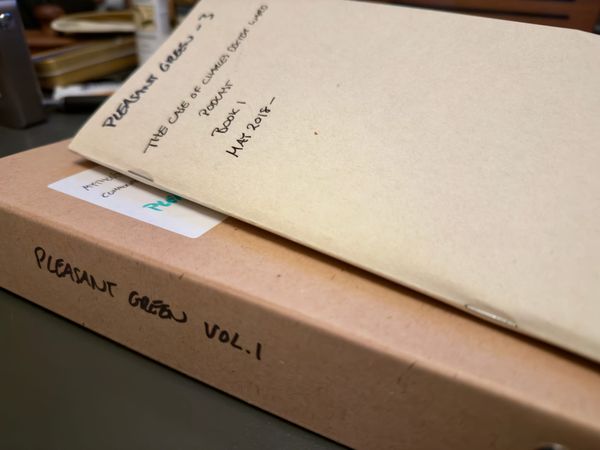 PLEASANT GREEN - 3
THE CASE OF CHARLES DEXTER WARD
PODCAST
BOOK 1
MAY 2018-
PLEASANT GREEN VOL.1